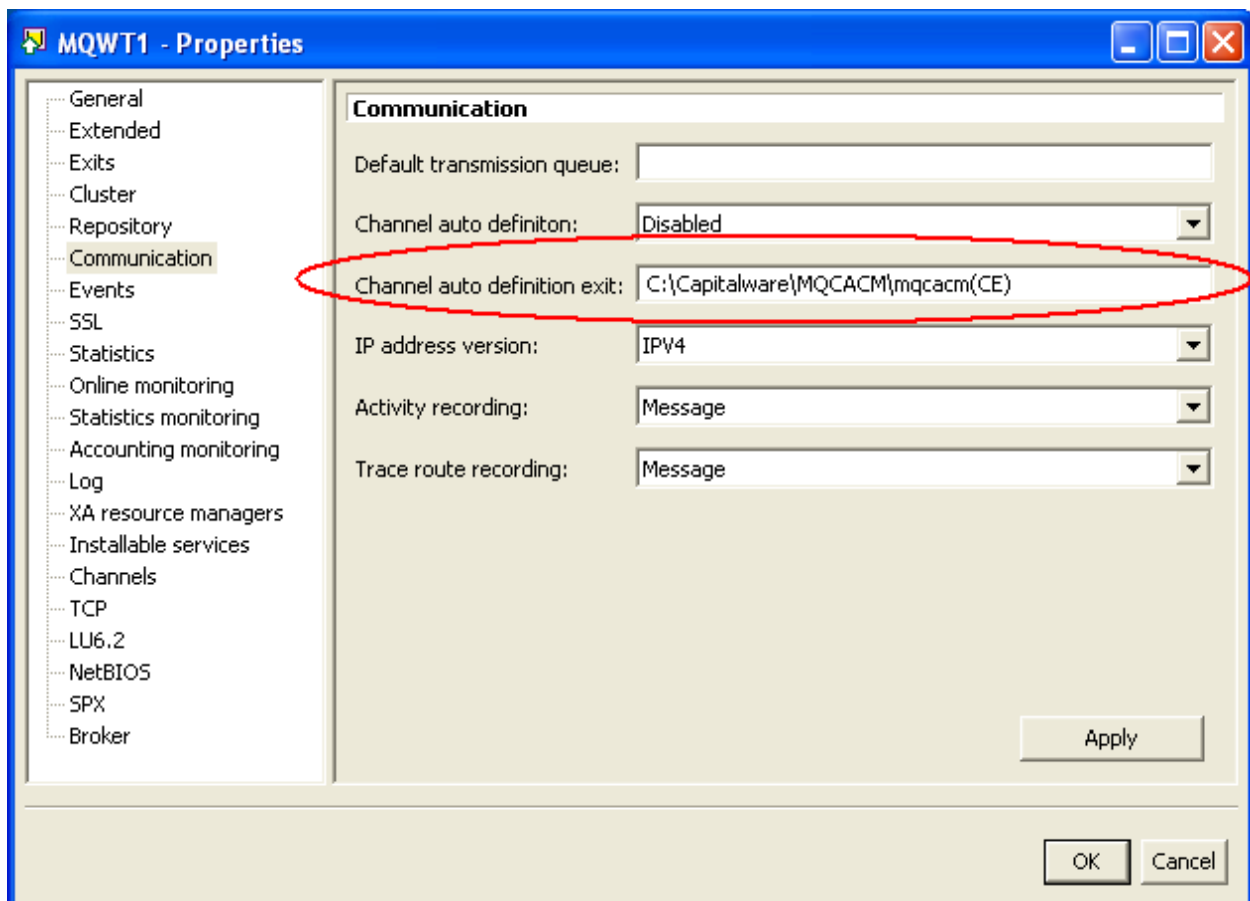 MQWT1 - Properties
General
Extended
Exits
Cluster
Repository
Communication
Events
SSL
Statistics
Online monitoring
Statistics monitoring
Accounting monitoring
Log
XA resource managers
Installable services
Channels
TCP
LU6.2
NetBIOS
SPX
Broker
Communication
Default transmission queue:
Channel auto definiton: Disabled
Channel auto definition exit: C:\Capitalware\MQCACM\mqcacm(CE)
IP address version: IPV4
Activity recording: Message
Trace route recording: Message
Apply
OK Cancel